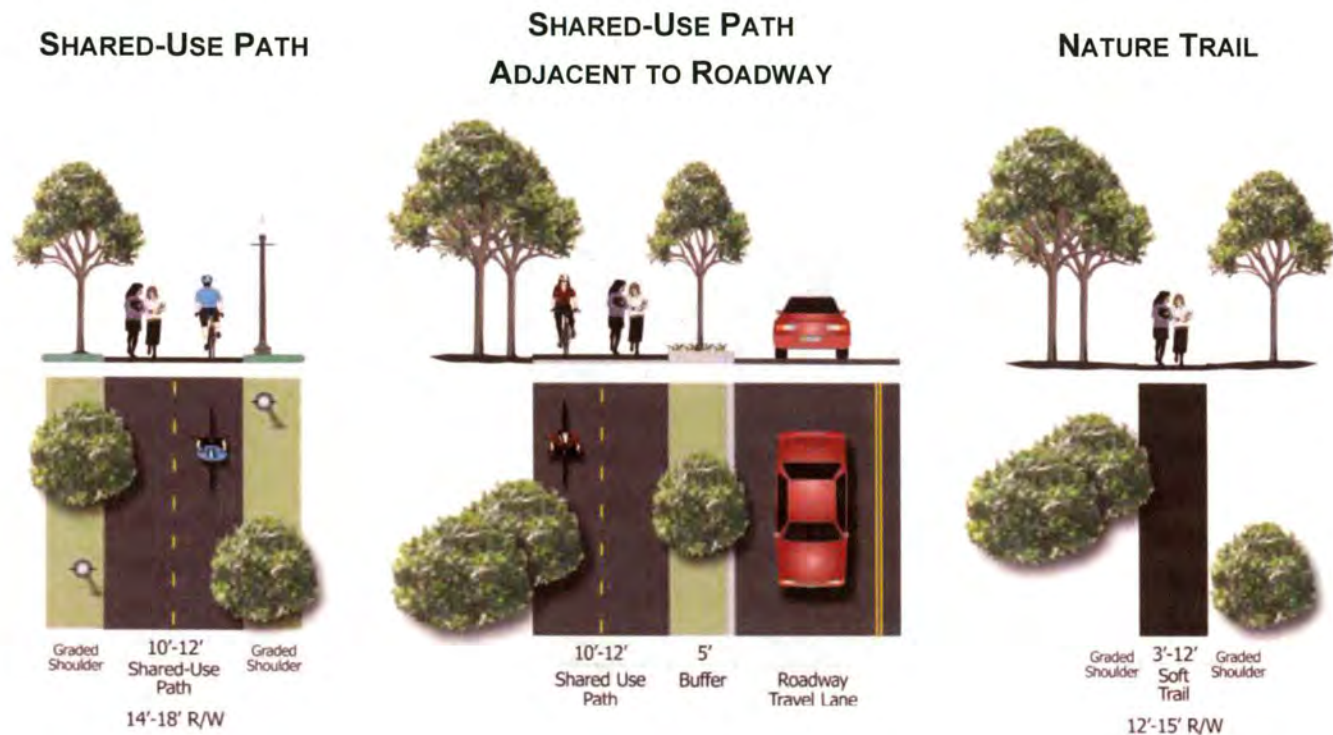 SHARED-USE PATH
Graded
Shoulder
10'-12'
Shared-Use
Path
Graded
Shoulder
14'-18' R/W
SHARED-USE PATH
ADJACENT TO ROADWAY
10'-12'
Shared Use
Path
5'
Buffer
Roadway
Travel Lane
NATURE TRAIL
Graded
Shoulder
3'-12'
Soft
Trail
Graded
Shoulder
12'-15' R/W